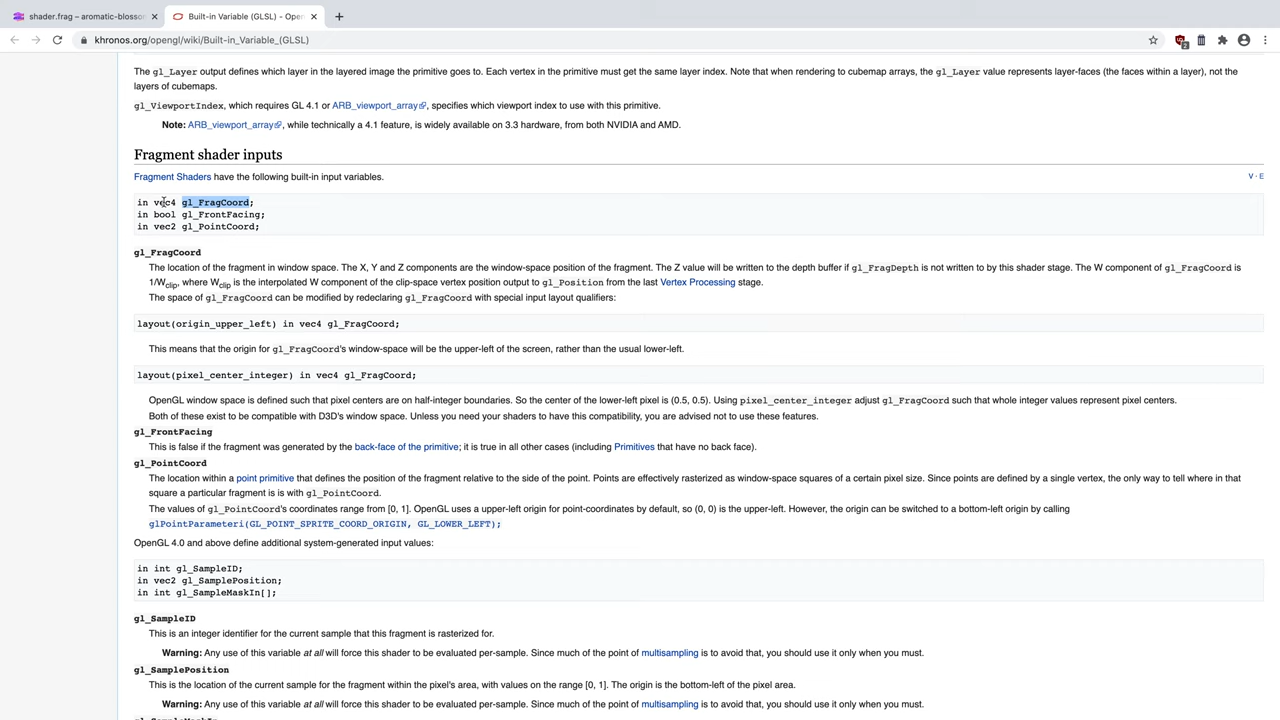 shader.frag – aromatic-blosso
Built-in Variable (GLSL) - Open
khronos.org/opengl/wiki/Built-in_Variable_(GLSL)
2
The gl_Layer output defines which layer in the layered image the primitive goes to. Each vertex in the primitive must get the same layer index. Note that when rendering to cubemap arrays, the gl_Layer value represents layer-faces (the faces within a layer), not the
layers of cubemaps.
gl_ViewportIndex, which requires GL 4.1 or ARB_viewport_array, specifies which viewport index to use with this primitive.
Note: ARB_viewport_array, while technically a 4.1 feature, is widely available on 3.3 hardware, from both NVIDIA and AMD.
Fragment shader inputs
Fragment Shaders have the following built-in input variables.
V · E
in vec4 gl_FragCoord;
in bool gl_FrontFacing;
in vec2 gl_PointCoord;
gl_FragCoord
The location of the fragment in window space. The X, Y and Z components are the window-space position of the fragment. The Z value will be written to the depth buffer if gl_FragDepth is not written to by this shader stage. The W component of gl_FragCoord is
1/Wclip, where Wclip is the interpolated W component of the clip-space vertex position output to gl_Position from the last Vertex Processing stage.
The space of gl_FragCoord can be modified by redeclaring gl_FragCoord with special input layout qualifiers:
layout(origin_upper_left) in vec4 gl_FragCoord;
This means that the origin for gl_FragCoord's window-space will be the upper-left of the screen, rather than the usual lower-left.
layout(pixel_center_integer) in vec4 gl_FragCoord;
OpenGL window space is defined such that pixel centers are on half-integer boundaries. So the center of the lower-left pixel is (0.5, 0.5). Using pixel_center_integer adjust gl_FragCoord such that whole integer values represent pixel centers.
Both of these exist to be compatible with D3D's window space. Unless you need your shaders to have this compatibility, you are advised not to use these features.
gl_FrontFacing
This is false if the fragment was generated by the back-face of the primitive; it is true in all other cases (including Primitives that have no back face).
gl_PointCoord
The location within a point primitive that defines the position of the fragment relative to the side of the point. Points are effectively rasterized as window-space squares of a certain pixel size. Since points are defined by a single vertex, the only way to tell where in that
square a particular fragment is is with gl_PointCoord.
The values of gl_PointCoord's coordinates range from [0, 1]. OpenGL uses a upper-left origin for point-coordinates by default, so (0, 0) is the upper-left. However, the origin can be switched to a bottom-left origin by calling
glPointParameteri(GL_POINT_SPRITE_COORD_ORIGIN, GL_LOWER_LEFT);
OpenGL 4.0 and above define additional system-generated input values:
in int gl_SampleID;
in vec2 gl_SamplePosition;
in int gl_SampleMaskIn[];
gl_SampleID
This is an integer identifier for the current sample that this fragment is rasterized for.
Warning: Any use of this variable at all will force this shader to be evaluated per-sample. Since much of the point of multisampling is to avoid that, you should use it only when you must.
gl_SamplePosition
This is the location of the current sample for the fragment within the pixel's area, with values on the range [0, 1]. The origin is the bottom-left of the pixel area.
Warning: Any use of this variable at all will force this shader to be evaluated per-sample. Since much of the point of multisampling is to avoid that, you should use it only when you must.